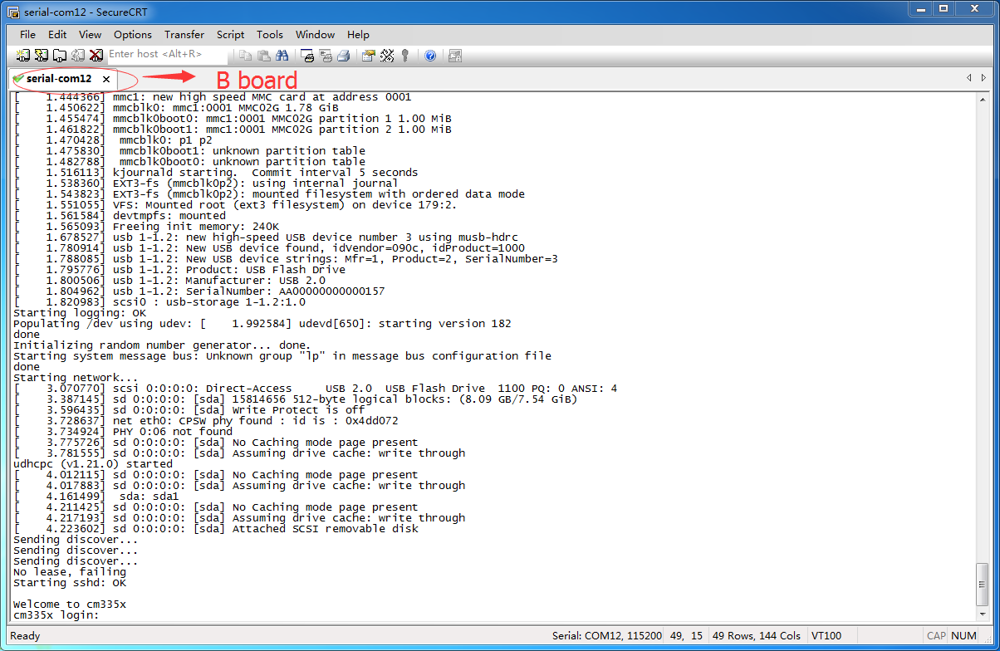 serial-com12 - SecureCRT
File Edit View Options Transfer Script Tools Window Help
Enter host <Alt+R>
serial-com12 ×
B board
[    1.444366] mmc1: new high speed MMC card at address 0001
[    1.450622] mmcblk0: mmc1:0001 MMC02G 1.78 GiB
[    1.455474] mmcblk0boot0: mmc1:0001 MMC02G partition 1 1.00 MiB
[    1.461822] mmcblk0boot1: mmc1:0001 MMC02G partition 2 1.00 MiB
[    1.470428]  mmcblk0: p1 p2
[    1.475830]  mmcblk0boot1: unknown partition table
[    1.482788]  mmcblk0boot0: unknown partition table
[    1.516113] kjournald starting.  Commit interval 5 seconds
[    1.538360] EXT3-fs (mmcblk0p2): using internal journal
[    1.543823] EXT3-fs (mmcblk0p2): mounted filesystem with ordered data mode
[    1.551055] VFS: Mounted root (ext3 filesystem) on device 179:2.
[    1.561584] devtmpfs: mounted
[    1.565093] Freeing init memory: 240K
[    1.678527] usb 1-1.2: new high-speed USB device number 3 using musb-hdrc
[    1.780914] usb 1-1.2: New USB device found, idVendor=090c, idProduct=1000
[    1.788085] usb 1-1.2: New USB device strings: Mfr=1, Product=2, SerialNumber=3
[    1.795776] usb 1-1.2: Product: USB Flash Drive
[    1.800506] usb 1-1.2: Manufacturer: USB 2.0
[    1.804962] usb 1-1.2: SerialNumber: AA00000000000157
[    1.820983] scsi0 : usb-storage 1-1.2:1.0
Starting logging: OK
Populating /dev using udev: [    1.992584] udevd[650]: starting version 182
done
Initializing random number generator... done.
Starting system message bus: Unknown group "lp" in message bus configuration file
done
Starting network...
[    3.070770] scsi 0:0:0:0: Direct-Access     USB 2.0  USB Flash Drive  1100 PQ: 0 ANSI: 4
[    3.387145] sd 0:0:0:0: [sda] 15814656 512-byte logical blocks: (8.09 GB/7.54 GiB)
[    3.596435] sd 0:0:0:0: [sda] Write Protect is off
[    3.728637] net eth0: CPSW phy found : id is : 0x4dd072
[    3.734924] PHY 0:06 not found
[    3.775726] sd 0:0:0:0: [sda] No Caching mode page present
[    3.781555] sd 0:0:0:0: [sda] Assuming drive cache: write through
udhcpc (v1.21.0) started
[    4.012115] sd 0:0:0:0: [sda] No Caching mode page present
[    4.017883] sd 0:0:0:0: [sda] Assuming drive cache: write through
[    4.161499]  sda: sda1
[    4.211425] sd 0:0:0:0: [sda] No Caching mode page present
[    4.217193] sd 0:0:0:0: [sda] Assuming drive cache: write through
[    4.223602] sd 0:0:0:0: [sda] Attached SCSI removable disk
Sending discover...
Sending discover...
Sending discover...
No lease, failing
Starting sshd: OK
Welcome to cm335x
cm335x login:
Ready Serial: COM12, 115200 49, 15 49 Rows, 144 Cols VT100 CAP NUM